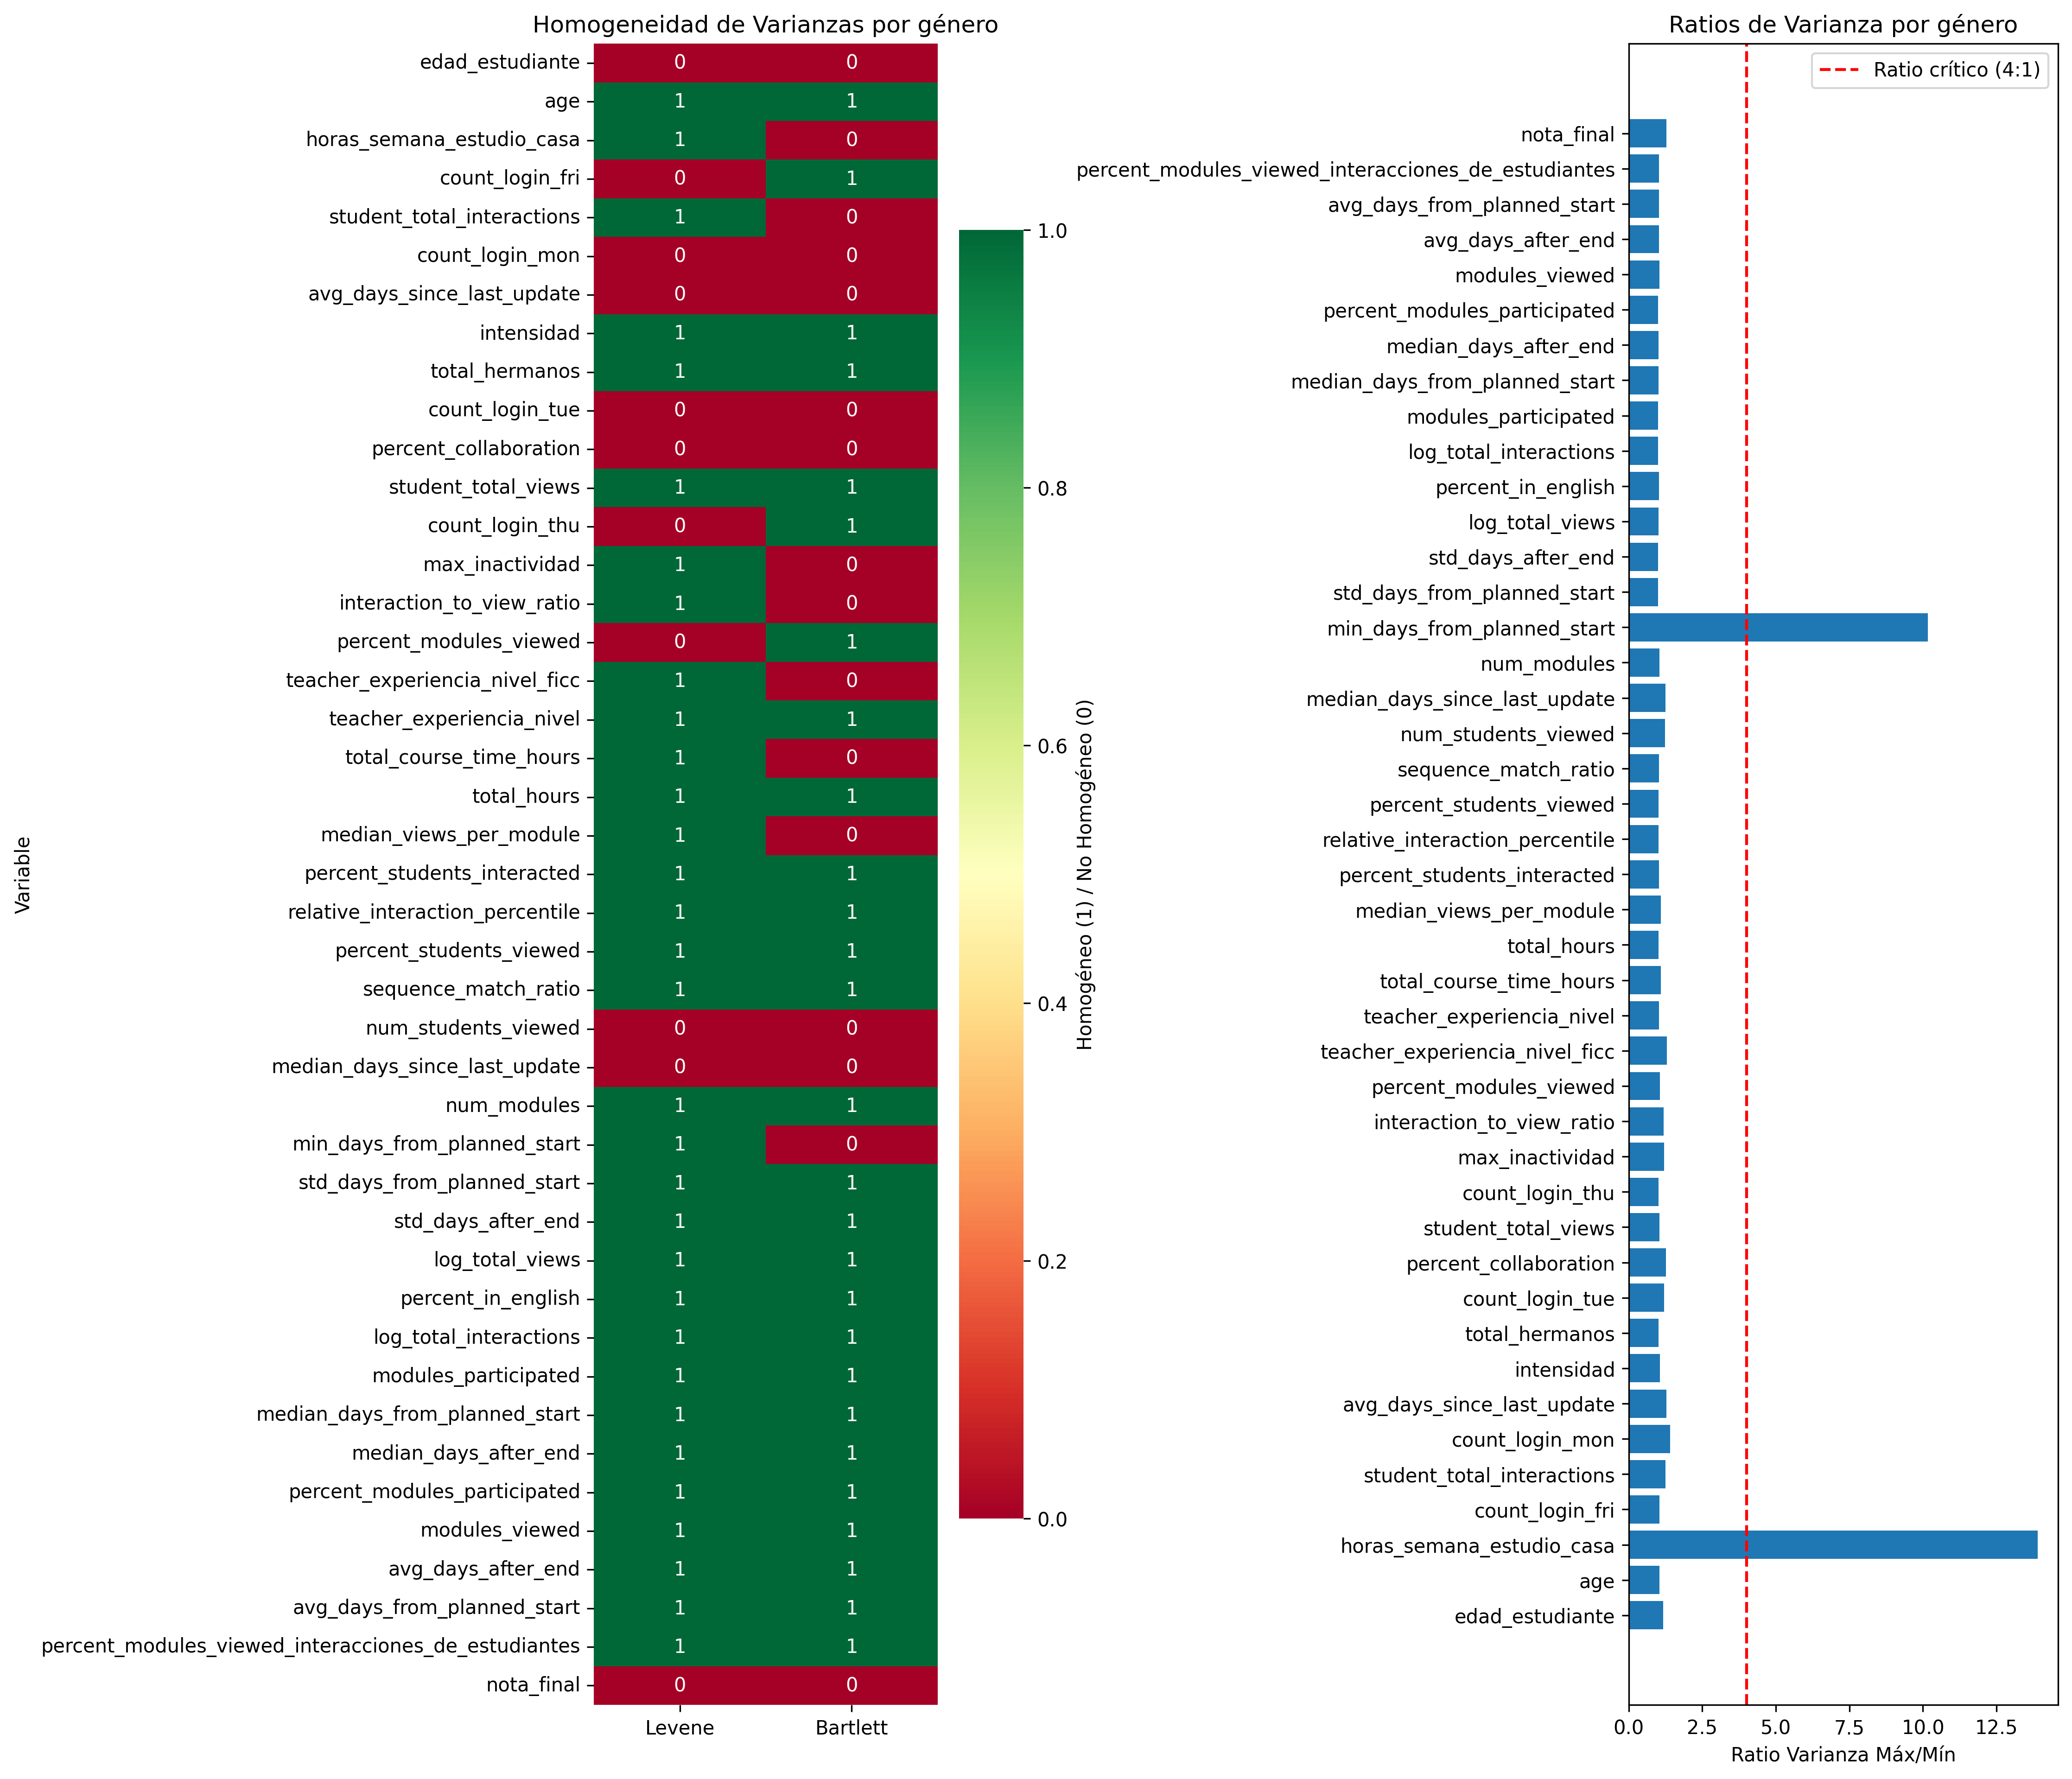 Homogeneidad de Varianzas por género
Variable
edad_estudiante 0 0
age 1 1
horas_semana_estudio_casa 1 0
count_login_fri 0 1
student_total_interactions 1 0
count_login_mon 0 0
avg_days_since_last_update 0 0
intensidad 1 1
total_hermanos 1 1
count_login_tue 0 0
percent_collaboration 0 0
student_total_views 1 1
count_login_thu 0 1
max_inactividad 1 0
interaction_to_view_ratio 1 0
percent_modules_viewed 0 1
teacher_experiencia_nivel_ficc 1 0
teacher_experiencia_nivel 1 1
total_course_time_hours 1 0
total_hours 1 1
median_views_per_module 1 0
percent_students_interacted 1 1
relative_interaction_percentile 1 1
percent_students_viewed 1 1
sequence_match_ratio 1 1
num_students_viewed 0 0
median_days_since_last_update 0 0
num_modules 1 1
min_days_from_planned_start 1 0
std_days_from_planned_start 1 1
std_days_after_end 1 1
log_total_views 1 1
percent_in_english 1 1
log_total_interactions 1 1
modules_participated 1 1
median_days_from_planned_start 1 1
median_days_after_end 1 1
percent_modules_participated 1 1
modules_viewed 1 1
avg_days_after_end 1 1
avg_days_from_planned_start 1 1
percent_modules_viewed_interacciones_de_estudiantes 1 1
nota_final 0 0
Levene Bartlett
1.0
0.8
0.6
0.4
0.2
0.0
Homogéneo (1) / No Homogéneo (0)
Ratios de Varianza por género
Ratio crítico (4:1)
nota_final
percent_modules_viewed_interacciones_de_estudiantes
avg_days_from_planned_start
avg_days_after_end
modules_viewed
percent_modules_participated
median_days_after_end
median_days_from_planned_start
modules_participated
log_total_interactions
percent_in_english
log_total_views
std_days_after_end
std_days_from_planned_start
min_days_from_planned_start
num_modules
median_days_since_last_update
num_students_viewed
sequence_match_ratio
percent_students_viewed
relative_interaction_percentile
percent_students_interacted
median_views_per_module
total_hours
total_course_time_hours
teacher_experiencia_nivel
teacher_experiencia_nivel_ficc
percent_modules_viewed
interaction_to_view_ratio
max_inactividad
count_login_thu
student_total_views
percent_collaboration
count_login_tue
total_hermanos
intensidad
avg_days_since_last_update
count_login_mon
student_total_interactions
count_login_fri
horas_semana_estudio_casa
age
edad_estudiante
0.0 2.5 5.0 7.5 10.0 12.5
Ratio Varianza Máx/Mín